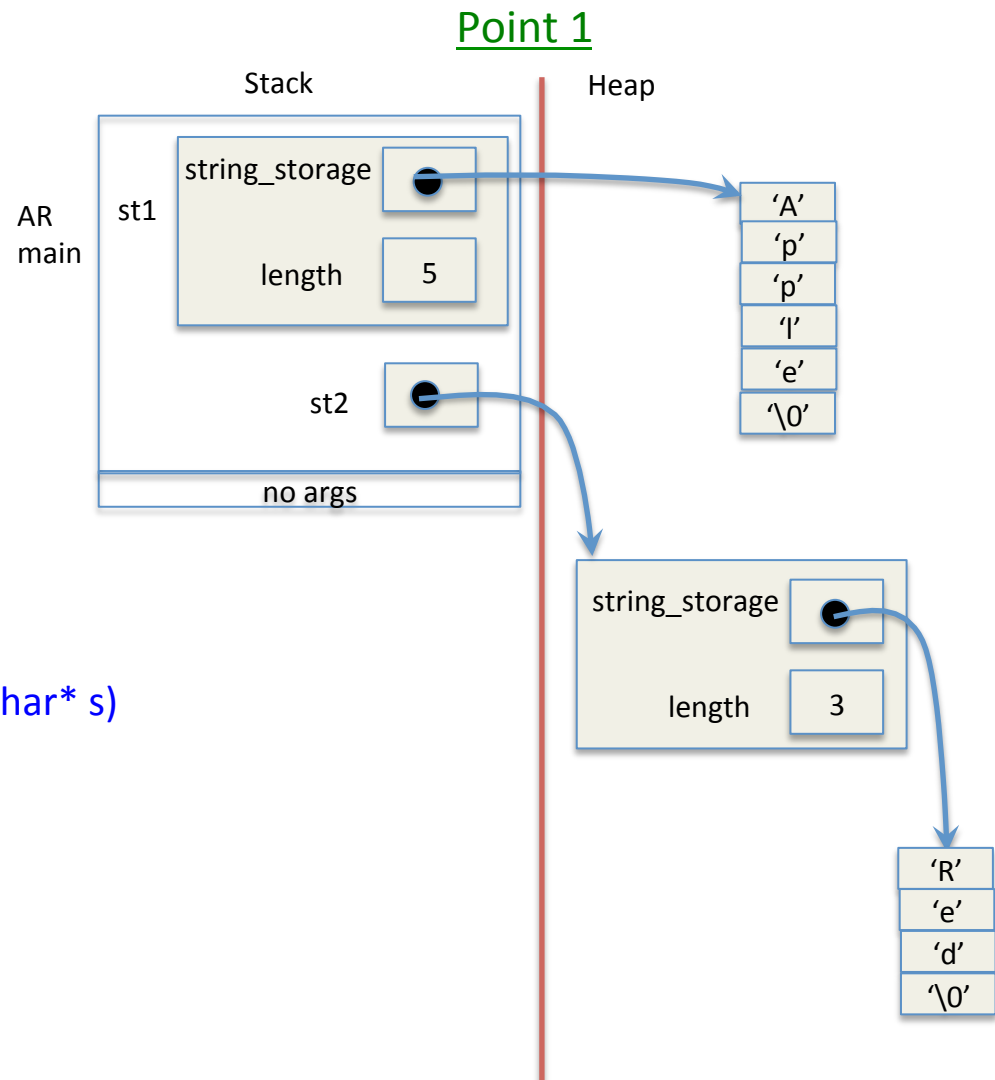 Point 1
Stack
Heap
AR
main
st1
string_storage
length
5
st2
no args
‘A’
‘p’
‘p’
‘l’
‘e’
‘\0’
string_storage
length
3
har* s)
‘R’
‘e’
‘d’
‘\0’